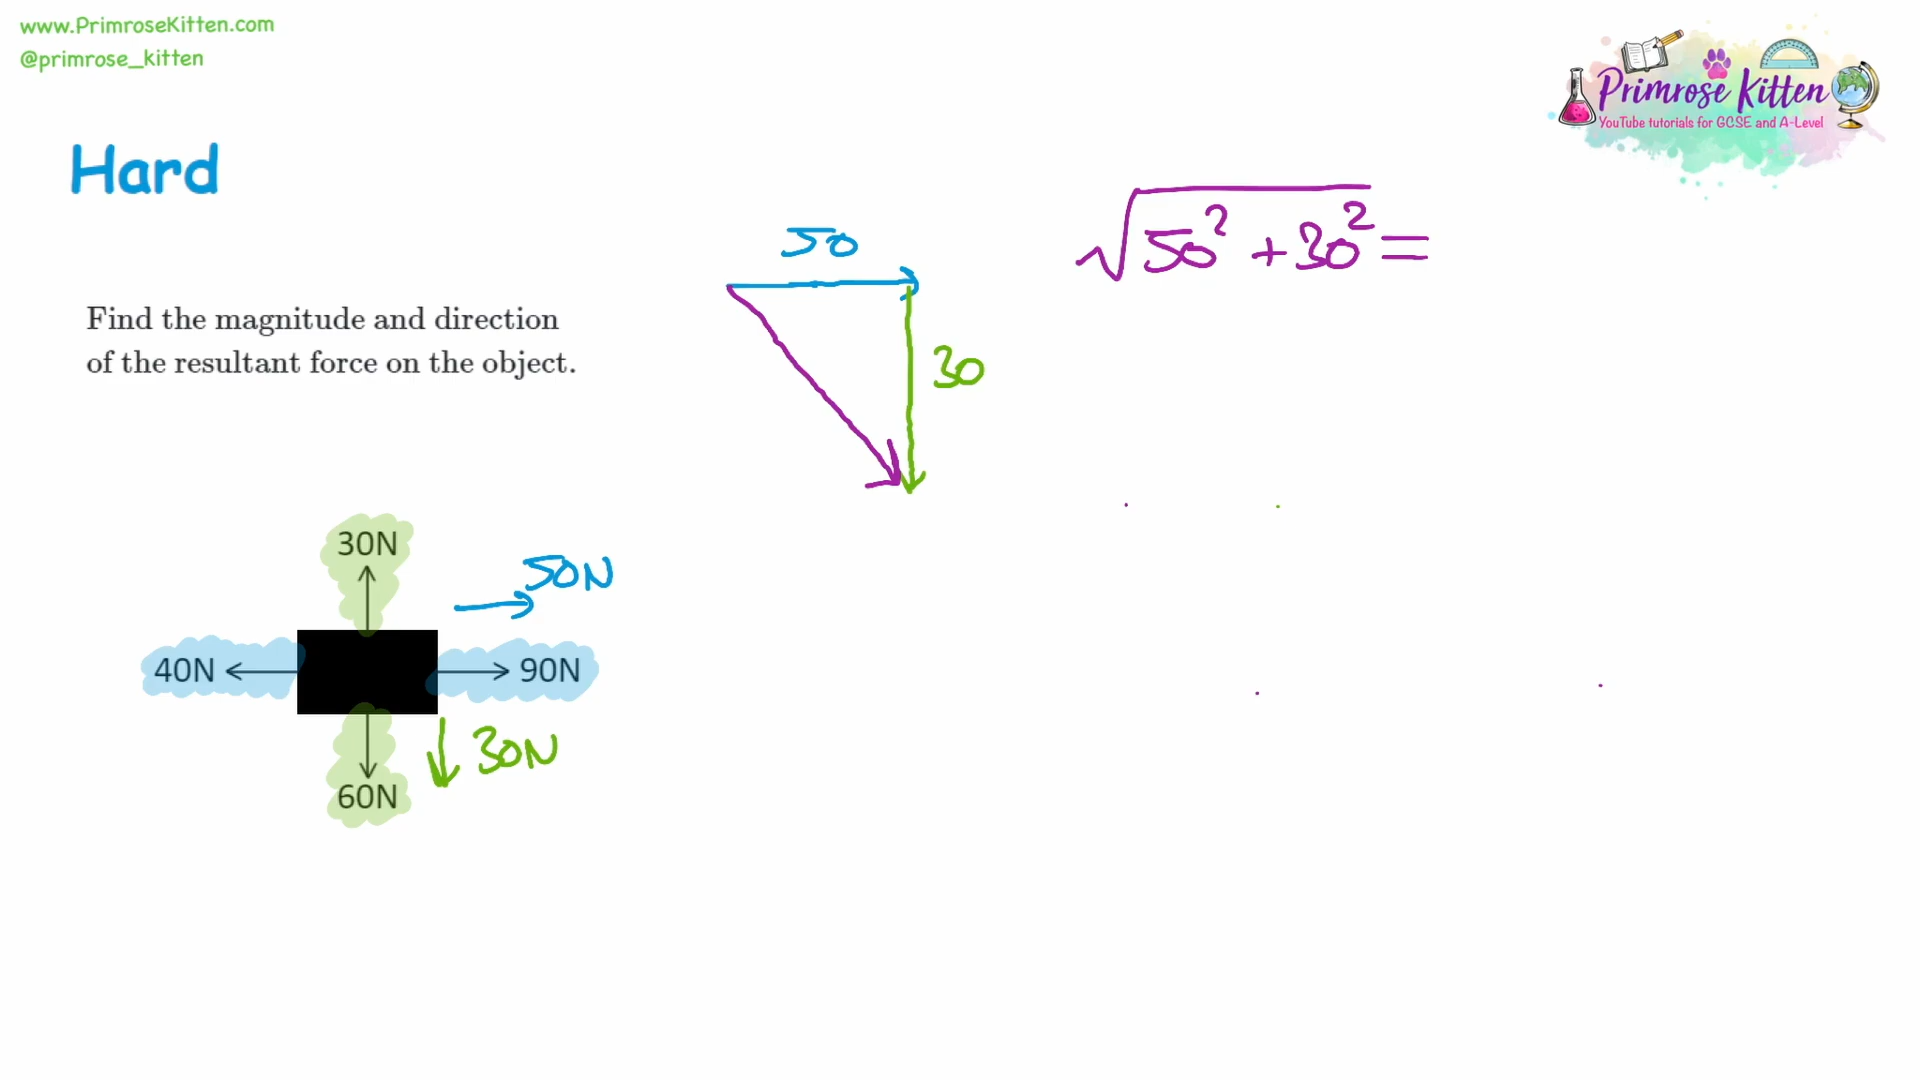 www.PrimroseKitten.com
@primrose_kitten
Primrose Kitten
YouTube tutorials for GCSE and A-Level
Hard
50
√50² + 30² =
Find the magnitude and direction
of the resultant force on the object.
30
30N
50N
40N
90N
30N
60N